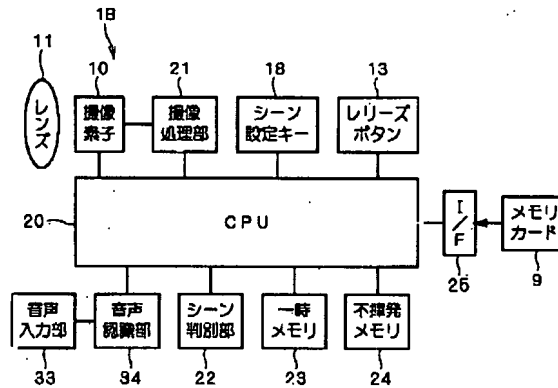 1B
11
10
21
18
13
レンズ
撮像
素子
撮像
処理部
シーン
設定キー
レリーズ
ボタン
20
CPU
I
/
F
メモリ
カード
25
9
音声
入力部
音声
認識部
シーン
判別部
一時
メモリ
不揮発
メモリ
33
34
22
23
24